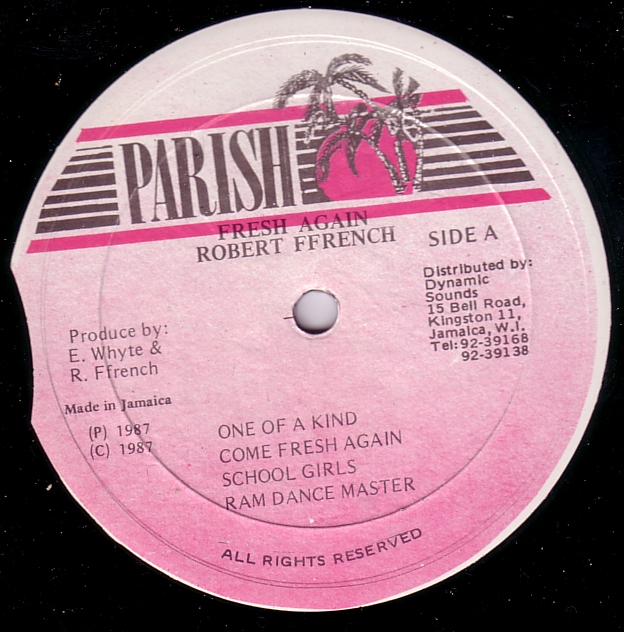 PARISH
FRESH AGAIN
ROBERT FFRENCH
SIDE A
Distributed by:
Dynamic
Sounds
15 Bell Road,
Kingston 11,
Jamaica, W.I.
Tel: 92-39168
92-39138
Produce by:
E. Whyte &
R. Ffrench
Made in Jamaica
(P) 1987
(C) 1987
ONE OF A KIND
COME FRESH AGAIN
SCHOOL GIRLS
RAM DANCE MASTER
ALL RIGHTS RESERVED